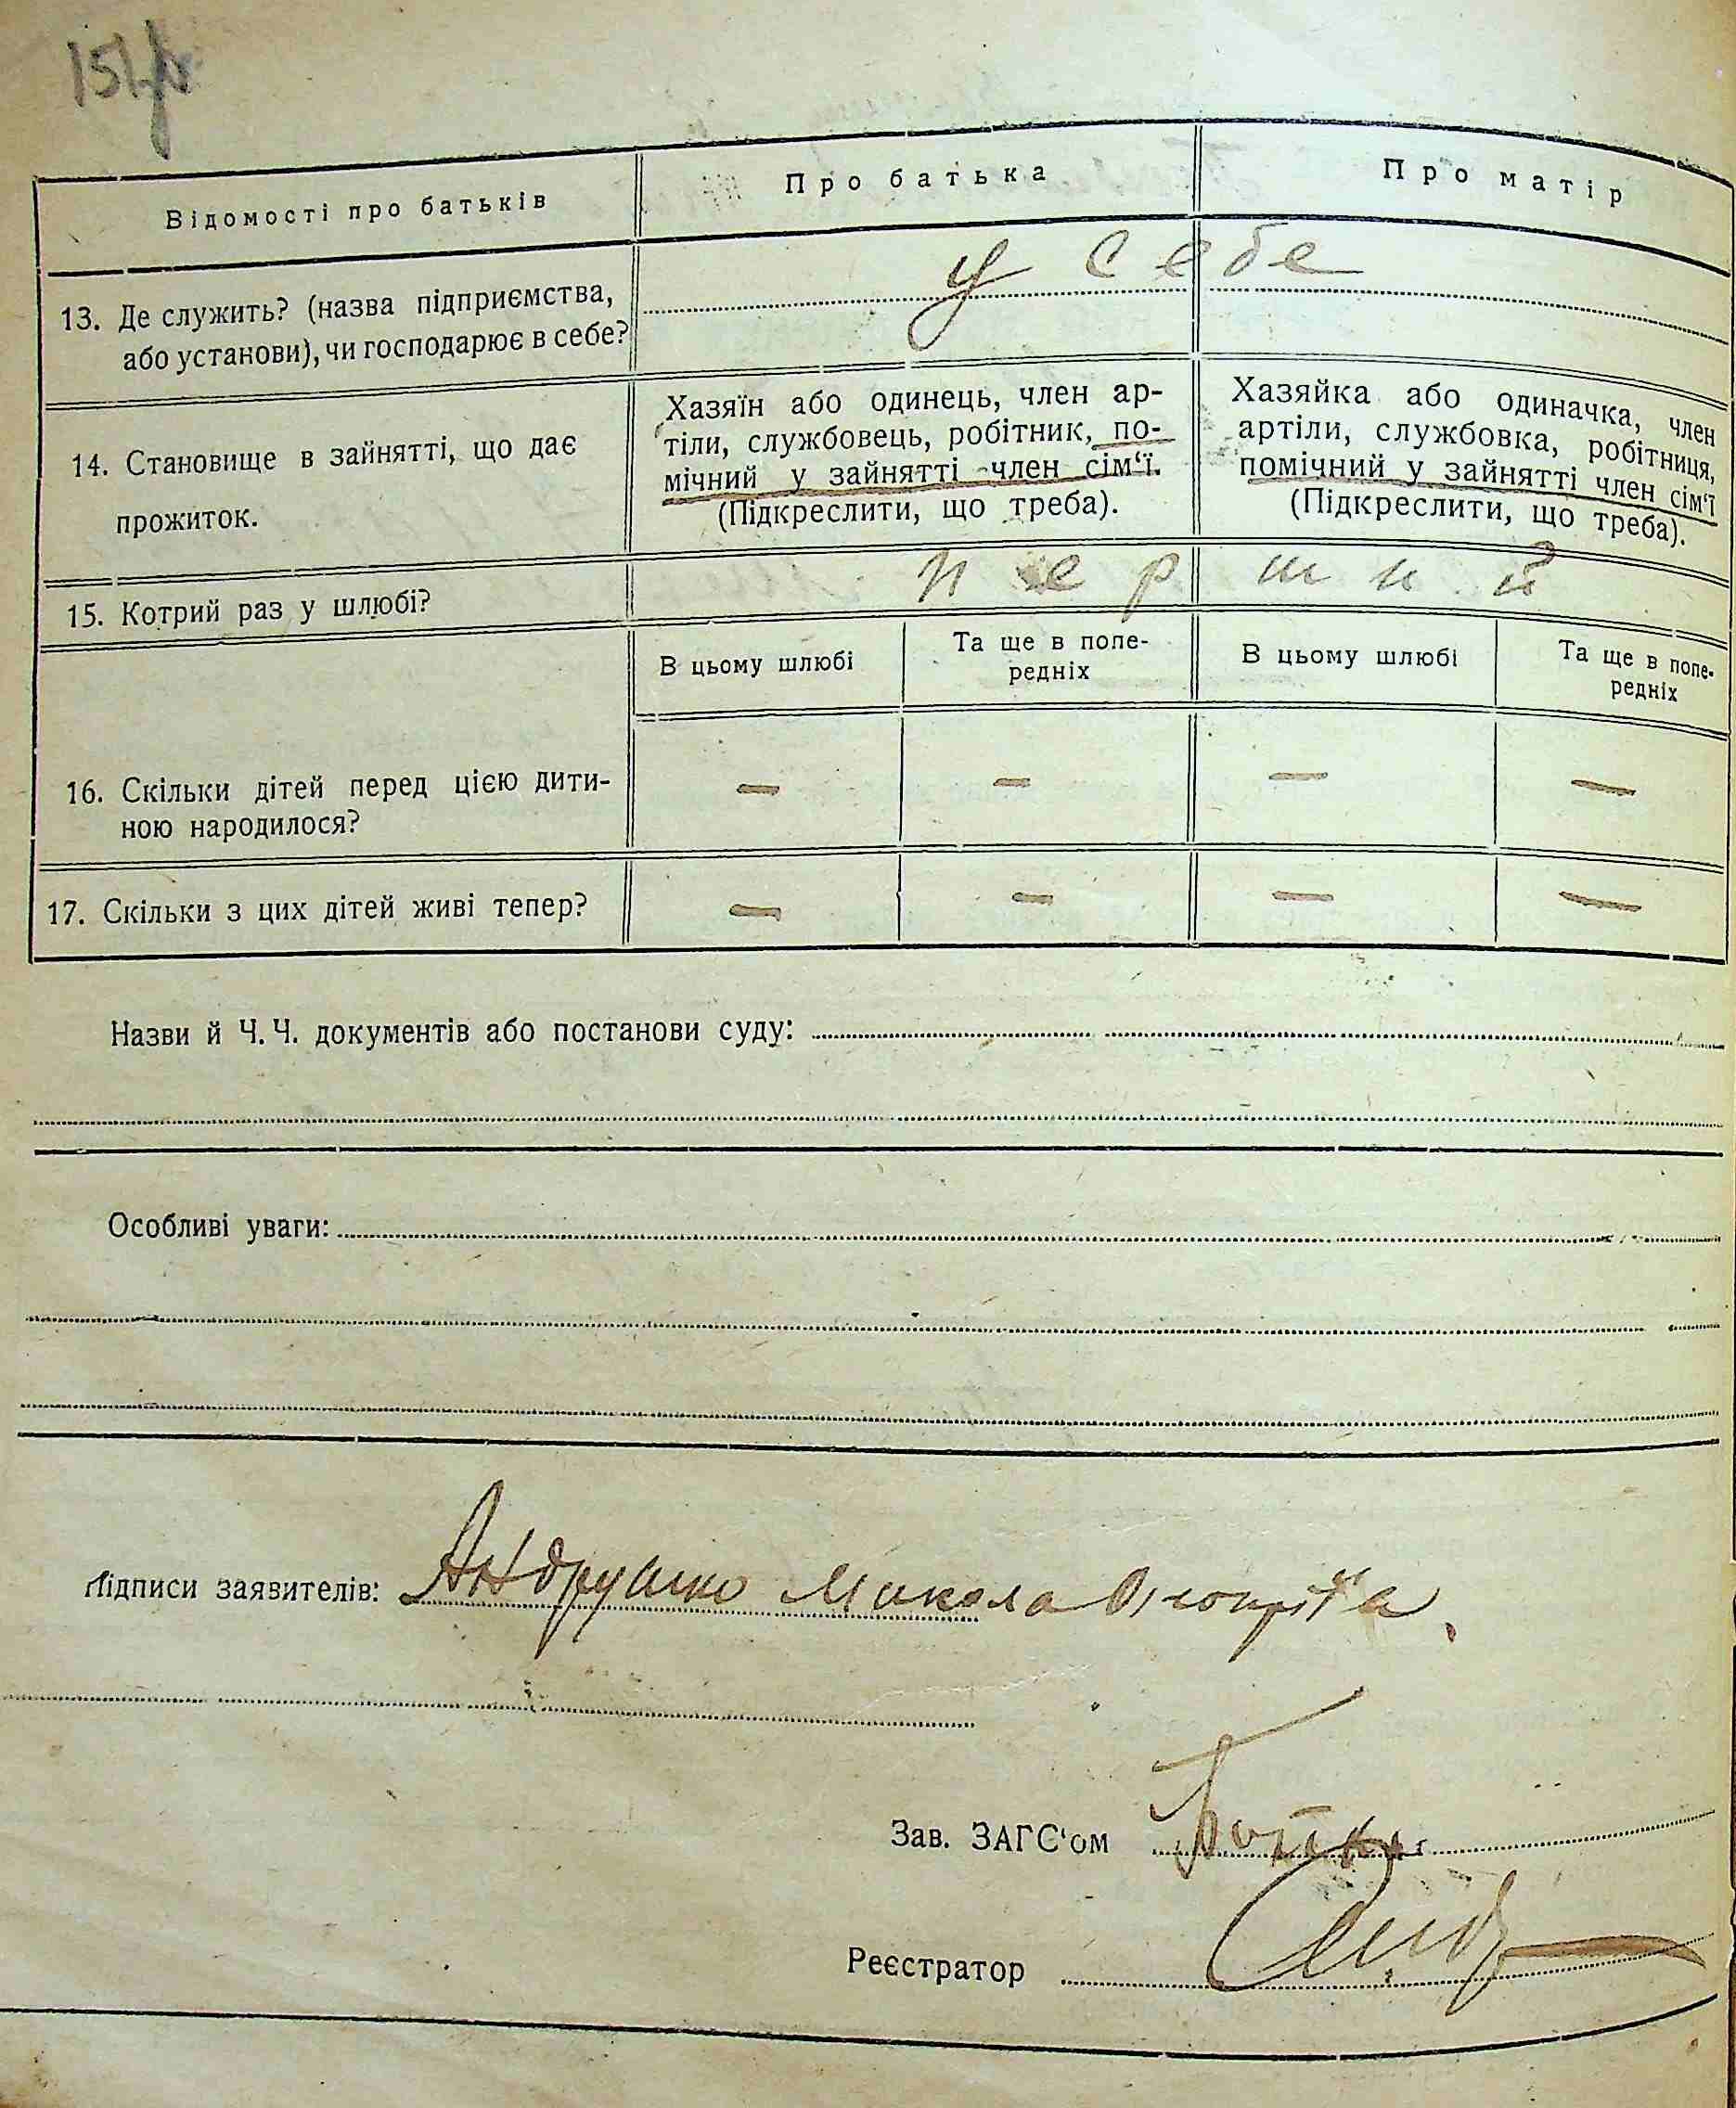 Відомості про батьків
Про батька
Про матір
13. Де служить? (назва підприємства,
або установи), чи господарює в себе?
у себе
14. Становище в зайнятті, що дає
прожиток.
Хазяїн або одинець, член ар-
тіли, службовець, робітник, по-
мічний у зайнятті член сім‘ї.
(Підкреслити, що треба).
Хазяйка або одиначка, член
артіли, службовка, робітниця,
помічний у зайнятті член сім‘ї
(Підкреслити, що треба).
15. Котрий раз у шлюбі?
перший
В цьому шлюбі
Та ще в попе-
редніх
В цьому шлюбі
Та ще в попе-
редніх
16. Скільки дітей перед цією дити-
ною народилося?
— — — —
17. Скільки з цих дітей живі тепер?
— — — —
Назви й Ч. Ч. документів або постанови суду:
Особливі уваги:
Підписи заявителів: Андрушко Микола
Зав. ЗАГС‘ом
Реєстратор